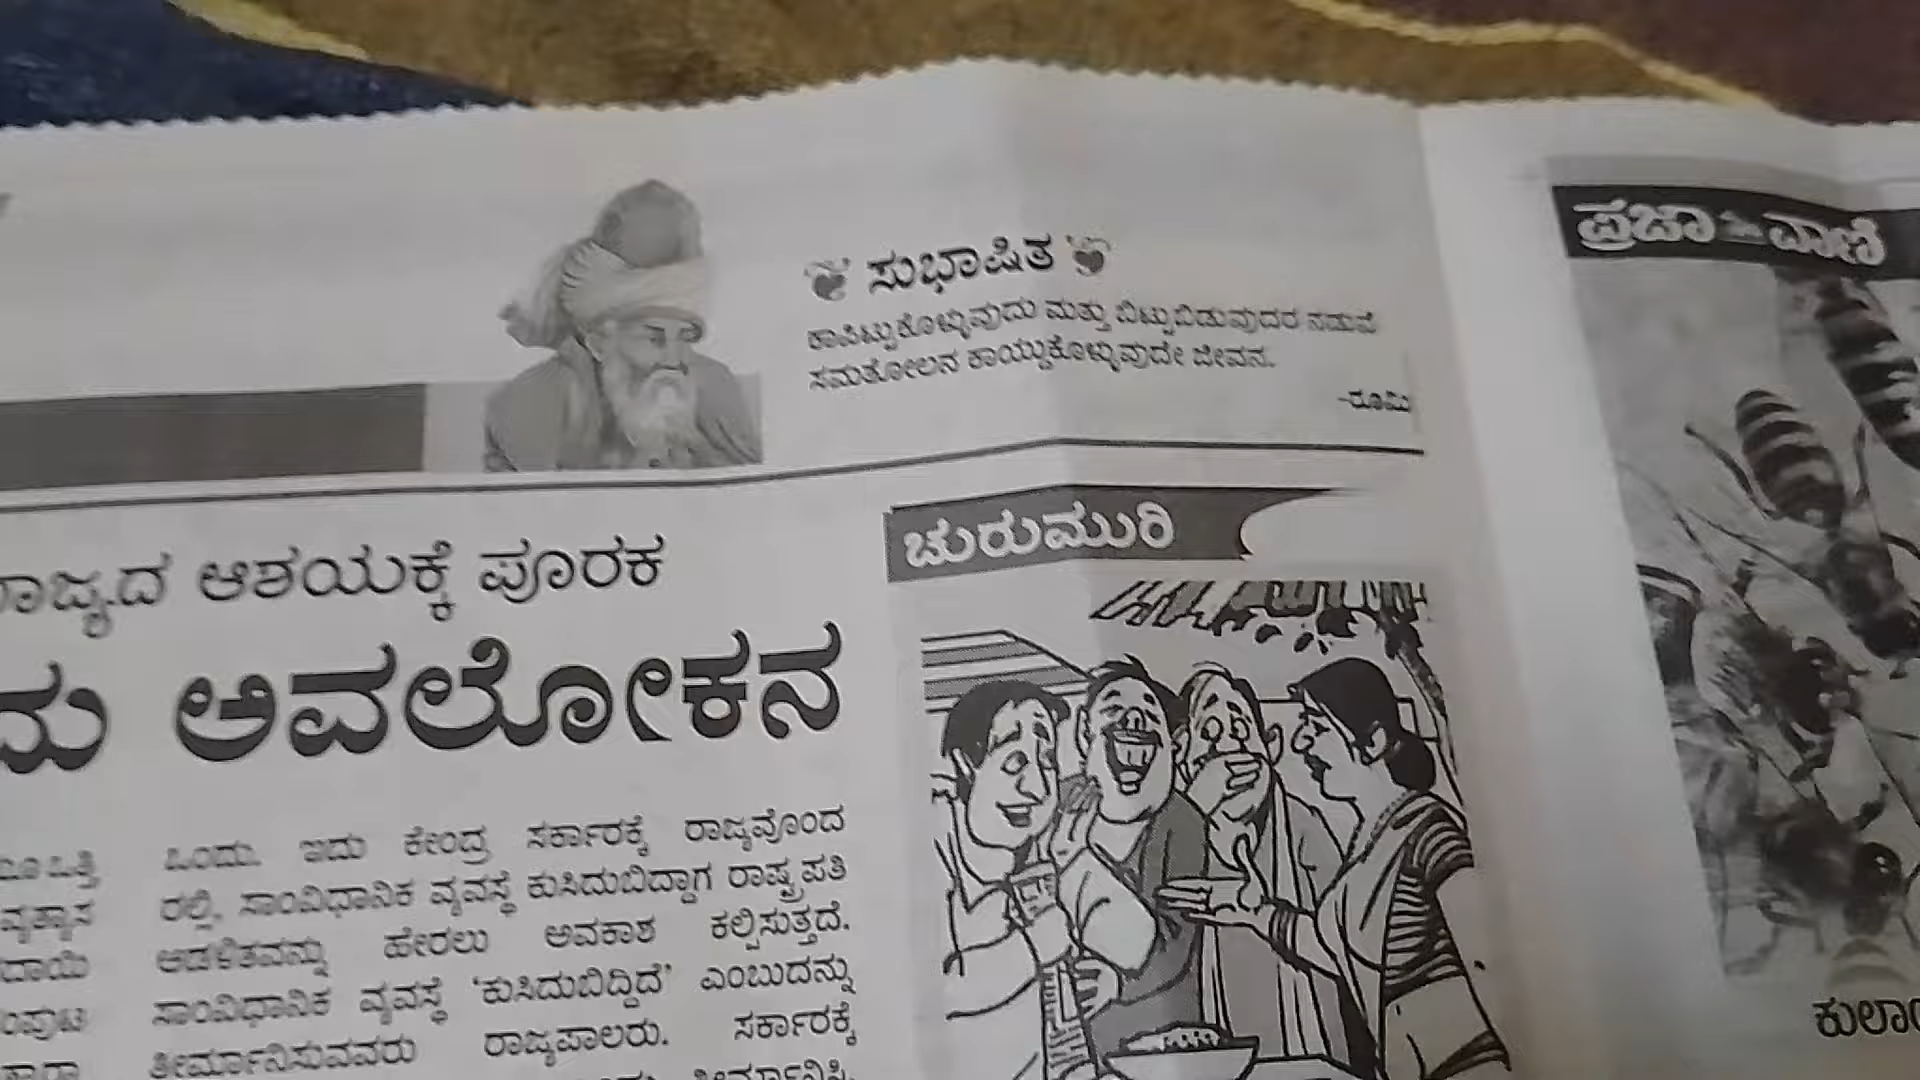 ಸುಭಾಷಿತ
ಕಾಪಿಟ್ಟುಕೊಳ್ಳುವುದು ಮತ್ತು ಬಿಟ್ಟುಬಿಡುವುದರ ನಡುವೆ
ಸಮತೋಲನ ಕಾಯ್ದುಕೊಳ್ಳುವುದೇ ಜೀವನ.
-ರೂಮಿ
ಪ್ರಜಾವಾಣಿ
ರಾಜ್ಯದ ಆಶಯಕ್ಕೆ ಪೂರಕ
ಅವಲೋಕನ
ಚುರುಮುರಿ
ಒಂದು. ಇದು ಕೇಂದ್ರ ಸರ್ಕಾರಕ್ಕೆ ರಾಜ್ಯವೊಂದ
ರಲ್ಲಿ, ಸಾಂವಿಧಾನಿಕ ವ್ಯವಸ್ಥೆ ಕುಸಿದುಬಿದ್ದಾಗ ರಾಷ್ಟ್ರಪತಿ
ಆಡಳಿತವನ್ನು ಹೇರಲು ಅವಕಾಶ ಕಲ್ಪಿಸುತ್ತದೆ.
ಸಾಂವಿಧಾನಿಕ ವ್ಯವಸ್ಥೆ ‘ಕುಸಿದುಬಿದ್ದಿದೆ’ ಎಂಬುದನ್ನು
ತೀರ್ಮಾನಿಸುವವರು ರಾಜ್ಯಪಾಲರು. ಸರ್ಕಾರಕ್ಕೆ